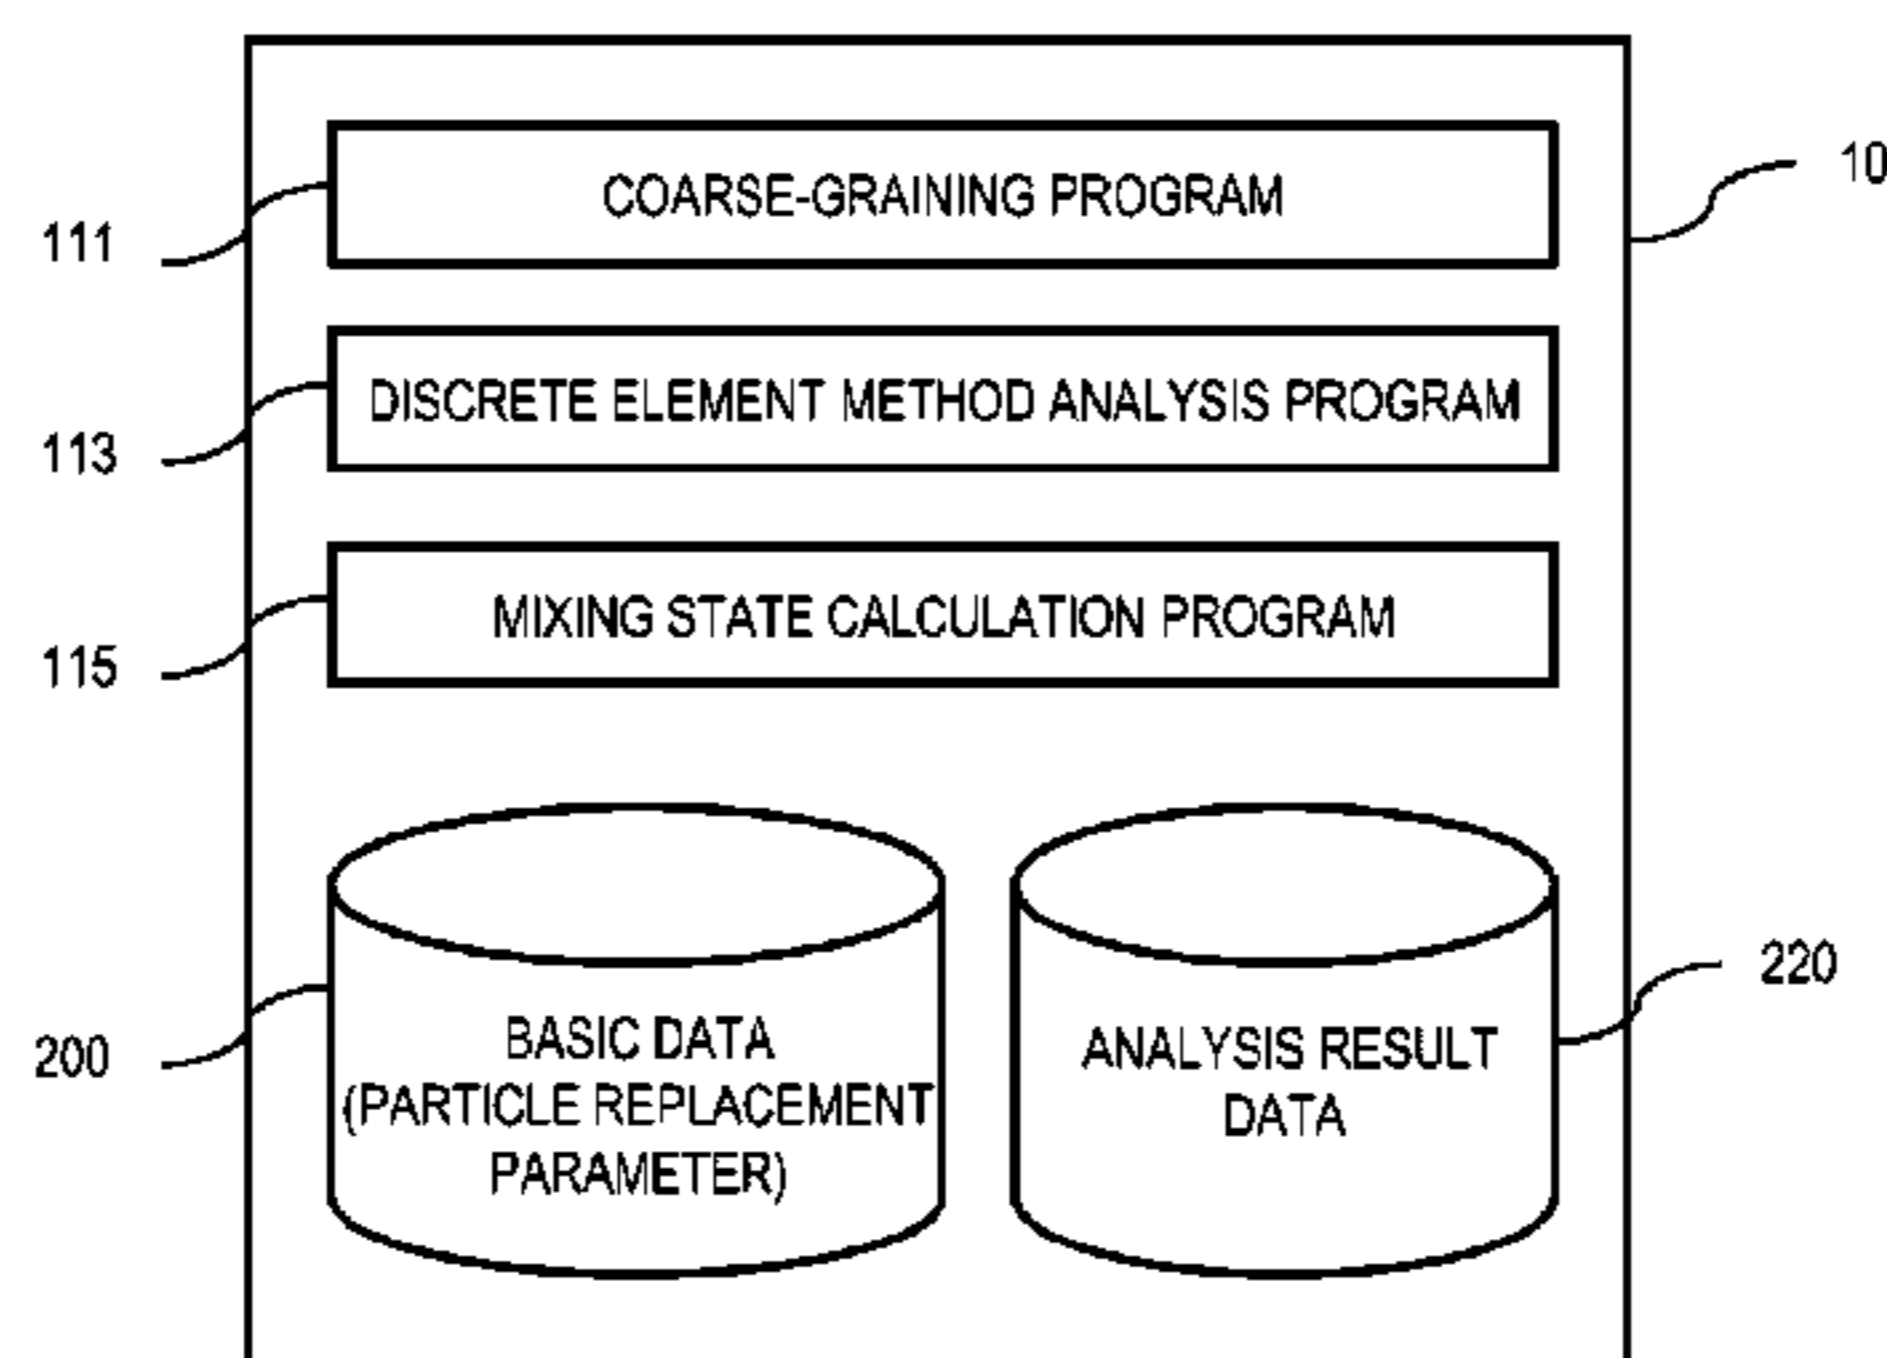 COARSE-GRAINING PROGRAM
10
111
DISCRETE ELEMENT METHOD ANALYSIS PROGRAM
113
MIXING STATE CALCULATION PROGRAM
115
BASIC DATA
(PARTICLE REPLACEMENT
PARAMETER)
200
ANALYSIS RESULT
DATA
220